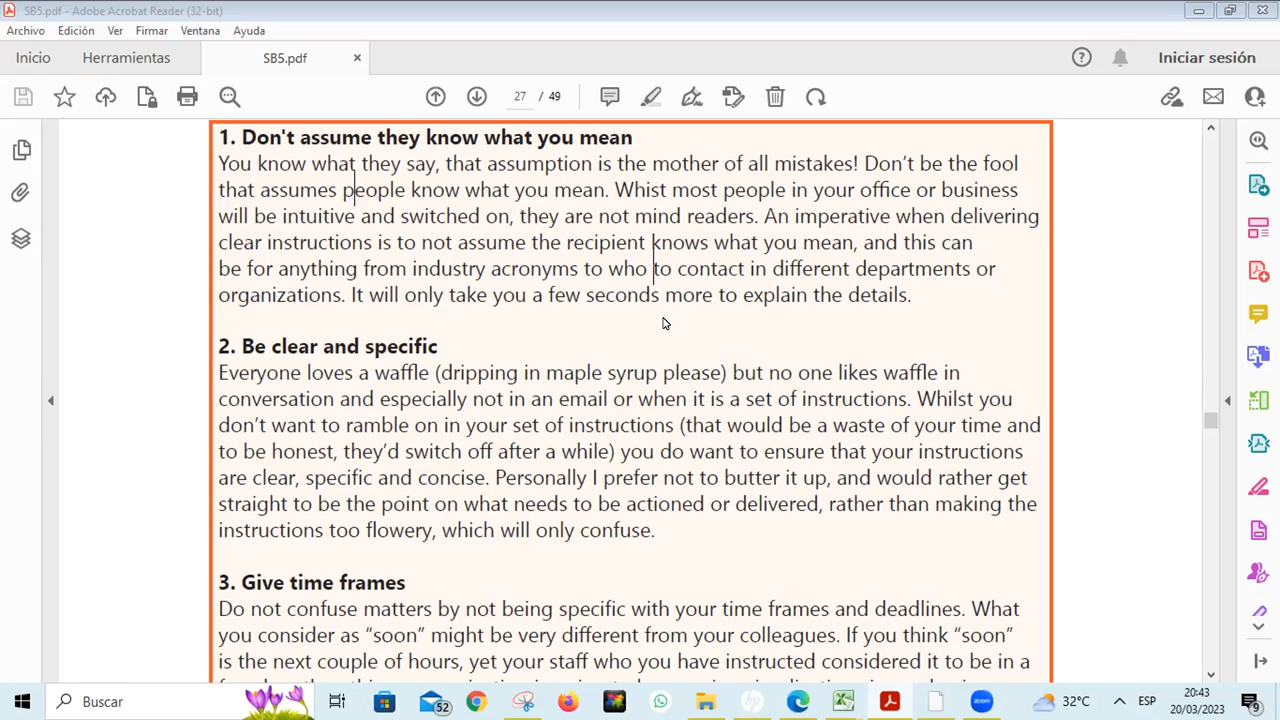 SB5.pdf - Adobe Acrobat Reader (32-bit)
Archivo Edición Ver Firmar Ventana Ayuda
Inicio Herramientas SB5.pdf × Iniciar sesión
27 / 49
1. Don't assume they know what you mean
You know what they say, that assumption is the mother of all mistakes! Don't be the fool
that assumes people know what you mean. Whist most people in your office or business
will be intuitive and switched on, they are not mind readers. An imperative when delivering
clear instructions is to not assume the recipient knows what you mean, and this can
be for anything from industry acronyms to who to contact in different departments or
organizations. It will only take you a few seconds more to explain the details.
2. Be clear and specific
Everyone loves a waffle (dripping in maple syrup please) but no one likes waffle in
conversation and especially not in an email or when it is a set of instructions. Whilst you
don't want to ramble on in your set of instructions (that would be a waste of your time and
to be honest, they'd switch off after a while) you do want to ensure that your instructions
are clear, specific and concise. Personally I prefer not to butter it up, and would rather get
straight to be the point on what needs to be actioned or delivered, rather than making the
instructions too flowery, which will only confuse.
3. Give time frames
Do not confuse matters by not being specific with your time frames and deadlines. What
you consider as “soon” might be very different from your colleagues. If you think “soon”
is the next couple of hours, yet your staff who you have instructed considered it to be in a
Buscar 52 zoom 32°C ESP 20:43 9
20/03/2023